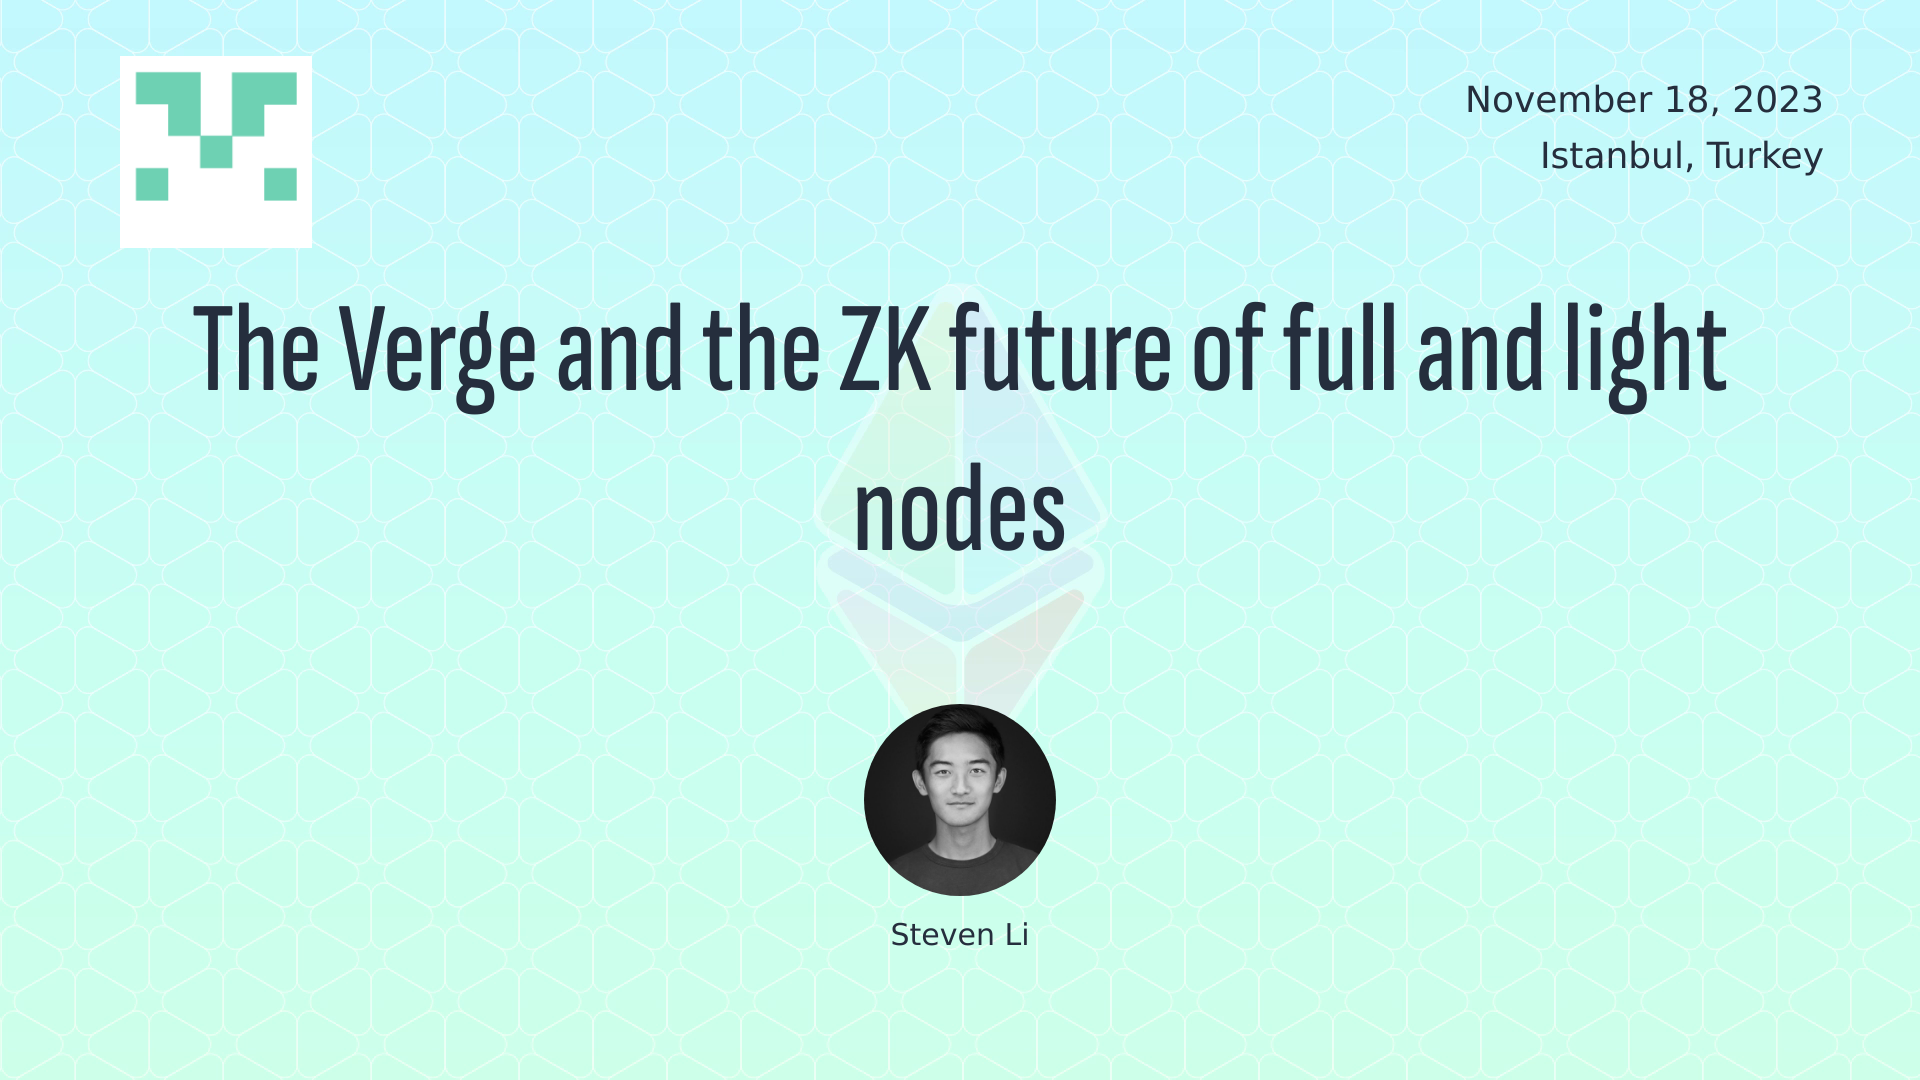 November 18, 2023
Istanbul, Turkey
The Verge and the ZK future of full and light
nodes
Steven Li